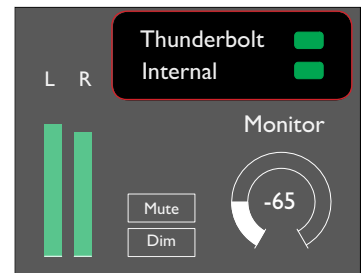 Thunderbolt
Internal
L R
Monitor
-65
Mute
Dim